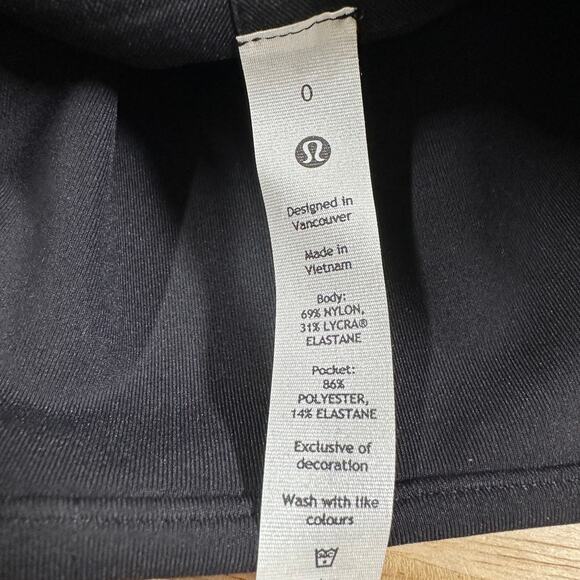 0
Designed in
Vancouver
Made in
Vietnam
Body:
69% NYLON,
31% LYCRA®
ELASTANE
Pocket:
86%
POLYESTER,
14% ELASTANE
Exclusive of
decoration
Wash with like
colours